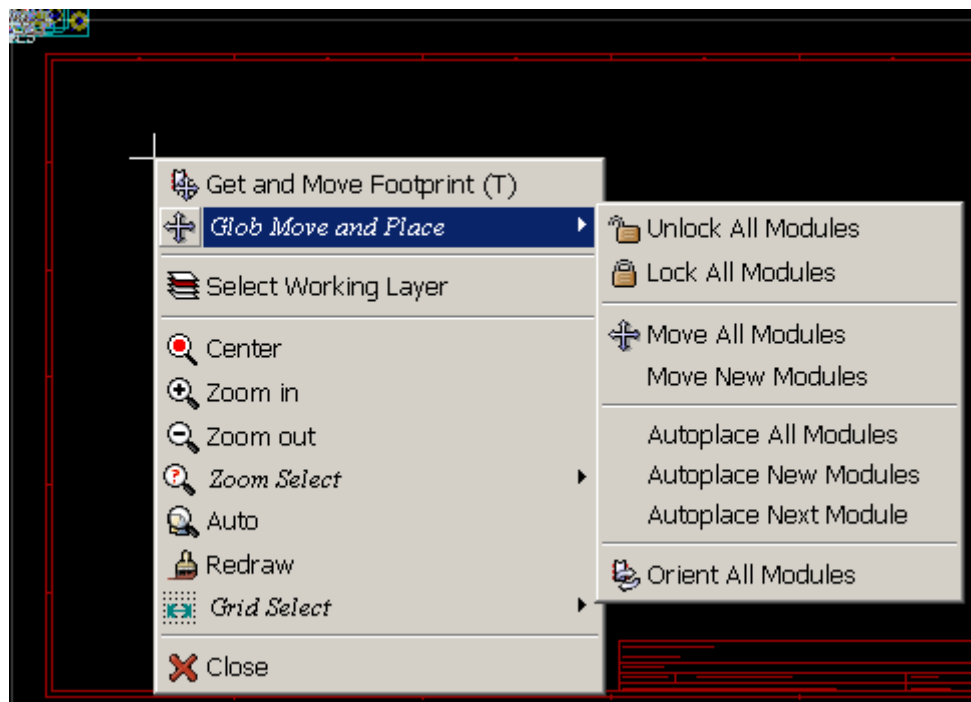 Get and Move Footprint (T)
Glob Move and Place
Select Working Layer
Center
Zoom in
Zoom out
Zoom Select
Auto
Redraw
Grid Select
Close
Unlock All Modules
Lock All Modules
Move All Modules
Move New Modules
Autoplace All Modules
Autoplace New Modules
Autoplace Next Module
Orient All Modules